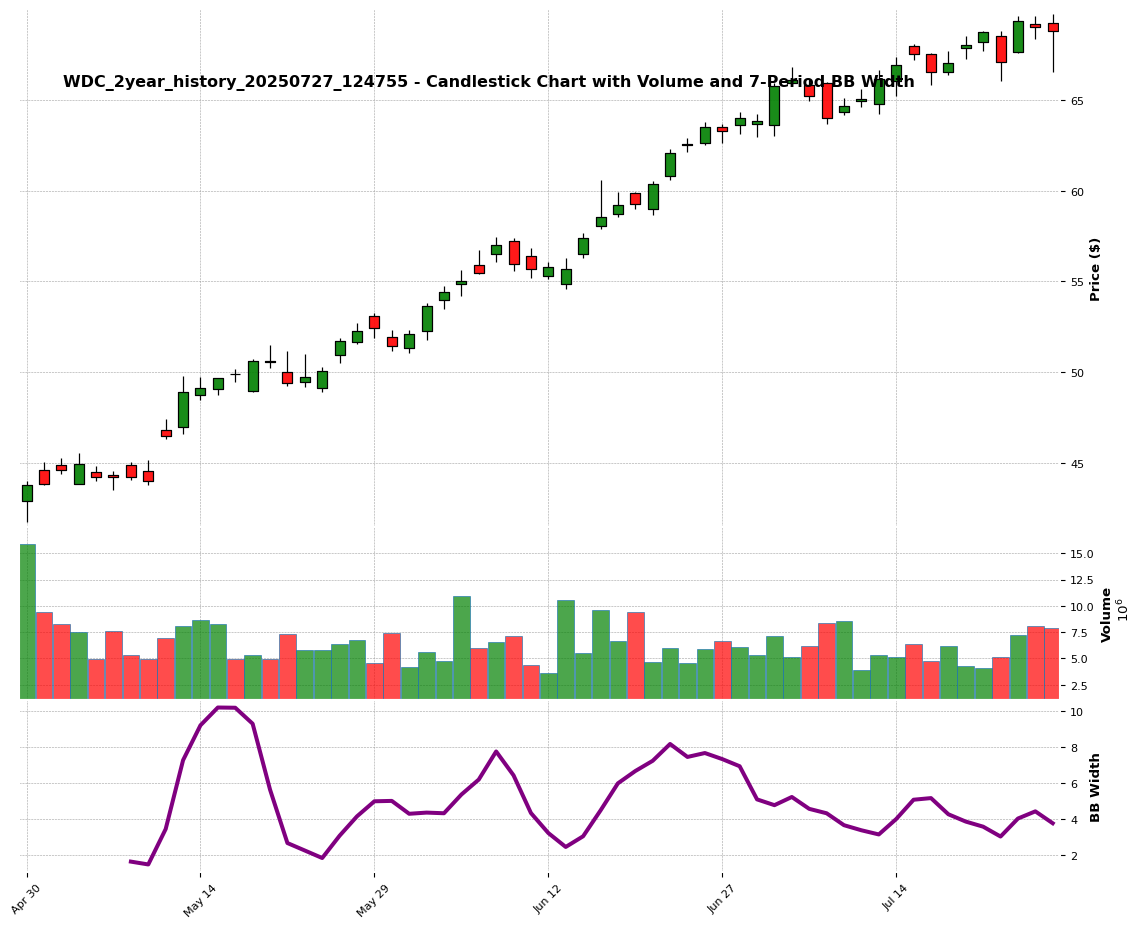 WDC_2year_history_20250727_124755 - Candlestick Chart with Volume and 7-Period BB Width
65
60
55
50
45
Price ($)
15.0
12.5
10.0
7.5
5.0
2.5
Volume
10^6
10
8
6
4
2
BB Width
Apr 30
May 14
May 29
Jun 12
Jun 27
Jul 14